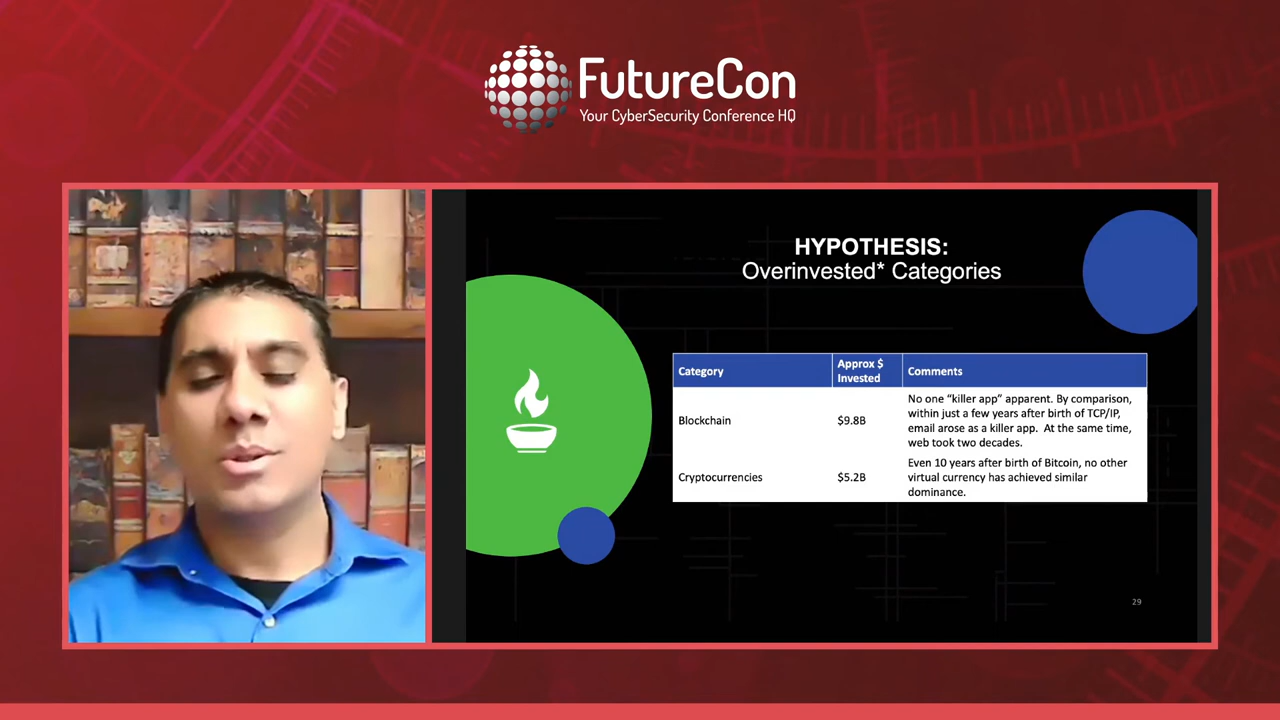 FutureCon
Your CyberSecurity Conference HQ
HYPOTHESIS:
Overinvested* Categories
Category
Approx $
Invested
Comments
Blockchain
$9.8B
No one “killer app” apparent. By comparison,
within just a few years after birth of TCP/IP,
email arose as a killer app. At the same time,
web took two decades.
Cryptocurrencies
$5.2B
Even 10 years after birth of Bitcoin, no other
virtual currency has achieved similar
dominance.
29